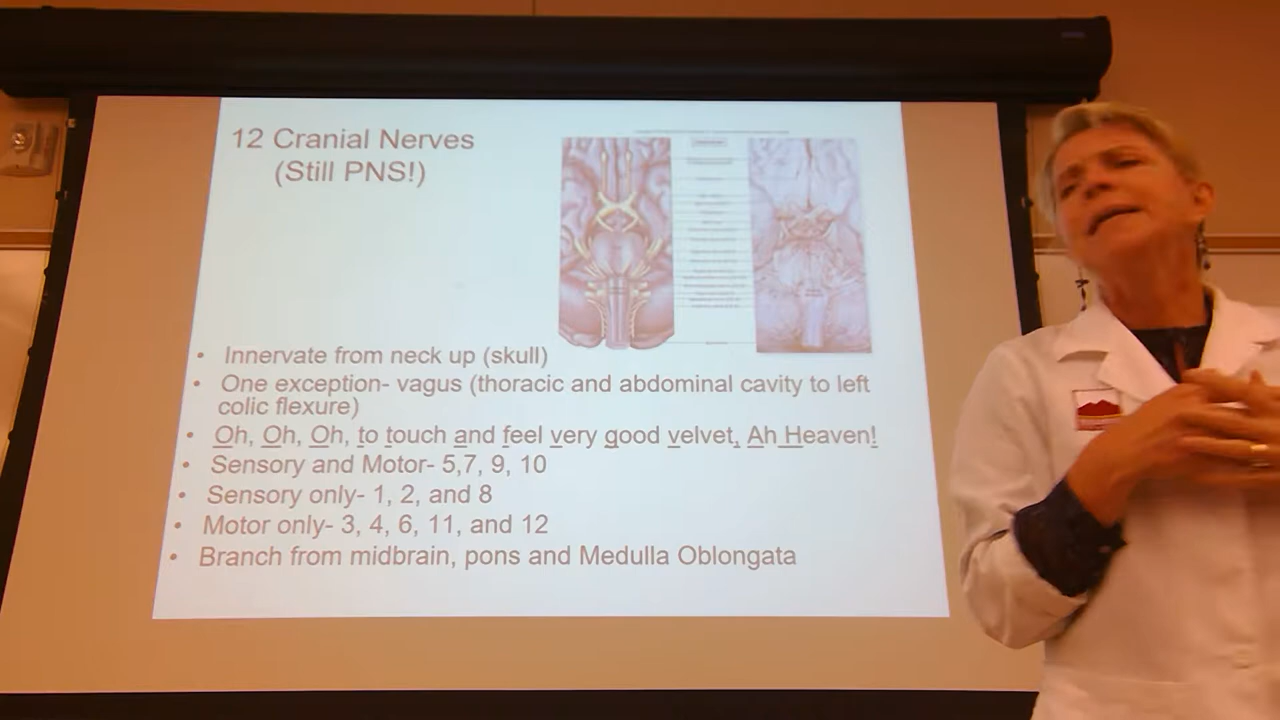 12 Cranial Nerves
(Still PNS!)
• Innervate from neck up (skull)
• One exception- vagus (thoracic and abdominal cavity to left
colic flexure)
• Oh, Oh, Oh, to touch and feel very good velvet, Ah Heaven!
• Sensory and Motor- 5,7, 9, 10
• Sensory only- 1, 2, and 8
• Motor only- 3, 4, 6, 11, and 12
• Branch from midbrain, pons and Medulla Oblongata